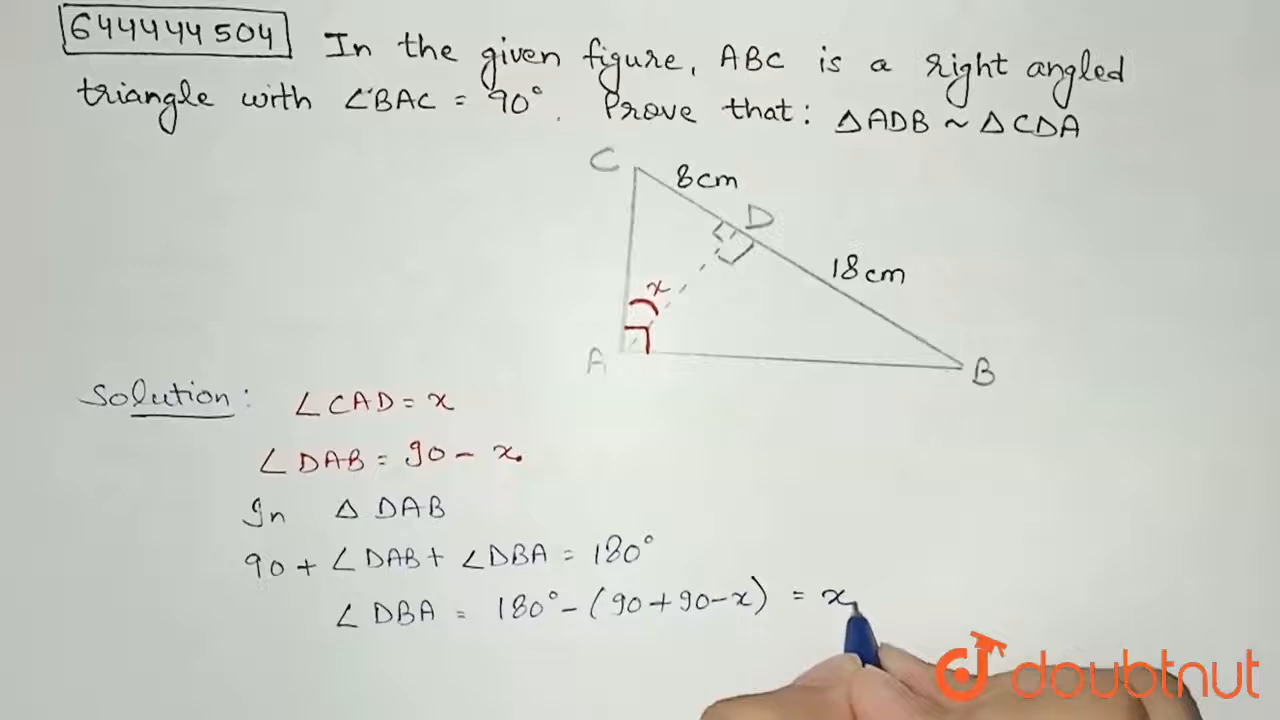 644444504 In the given figure, ABC is a right angled
triangle with ∠BAC = 90°. Prove that: △ADB ~ △CDA
C
8cm
D
18cm
x
A
B
Solution: ∠CAD = x
∠DAB = 90 - x.
In △ DAB
90 + ∠DAB + ∠DBA = 180°
∠DBA = 180° - (90 + 90 - x) = x
doubtnut